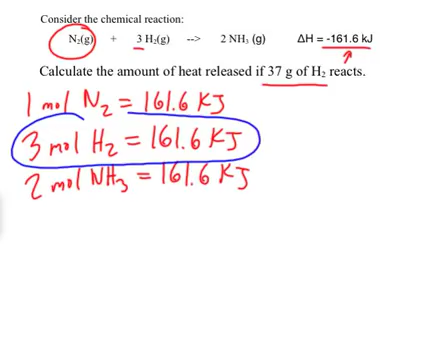 Consider the chemical reaction:
N₂(g) + 3 H₂(g) --> 2 NH₃ (g) ΔH = -161.6 kJ
Calculate the amount of heat released if 37 g of H₂ reacts.
1 mol N₂ = 161.6 KJ
3 mol H₂ = 161.6 KJ
2 mol NH₃ = 161.6 KJ